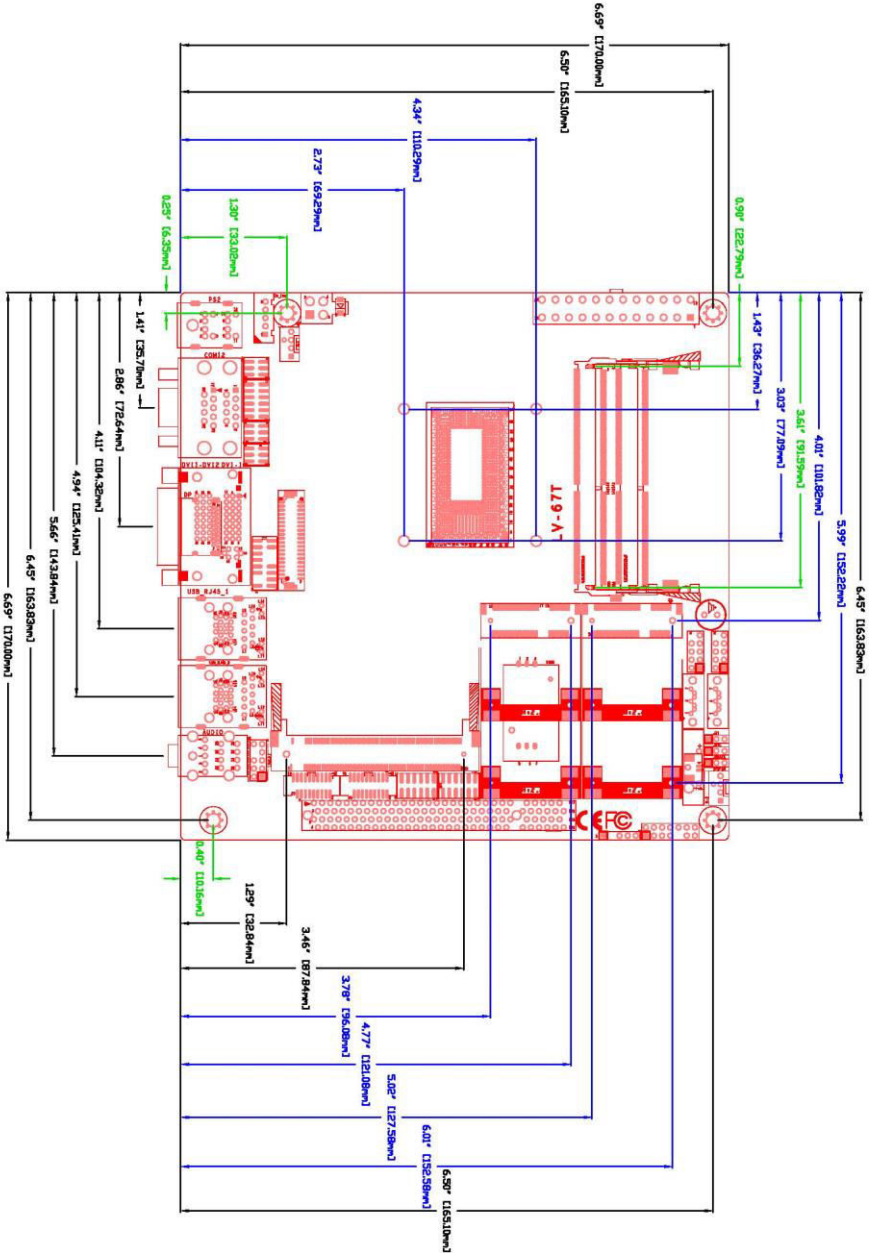 6.69" [170.00mm]
6.50" [165.10mm]
4.34" [110.29mm]
2.73" [69.29mm]
1.30" [33.02mm]
0.25" [6.35mm]
0.90" [22.79mm]
1.43" [36.27mm]
3.03" [77.09mm]
3.61" [91.59mm]
4.01" [101.82mm]
5.99" [152.22mm]
6.45" [163.83mm]
1.41" [35.70mm]
2.86" [72.64mm]
4.11" [104.32mm]
4.94" [125.41mm]
5.66" [143.84mm]
6.45" [163.83mm]
6.69" [170.00mm]
PS2
COM12
DVI1-DVI2 DVI-I
DP
USB_RJ45_1
AUDIO
LV-67T
CE FC
0.40" [10.16mm]
1.29" [32.84mm]
3.46" [87.84mm]
3.78" [96.08mm]
4.77" [121.08mm]
5.02" [127.58mm]
6.01" [152.58mm]
6.50" [165.10mm]